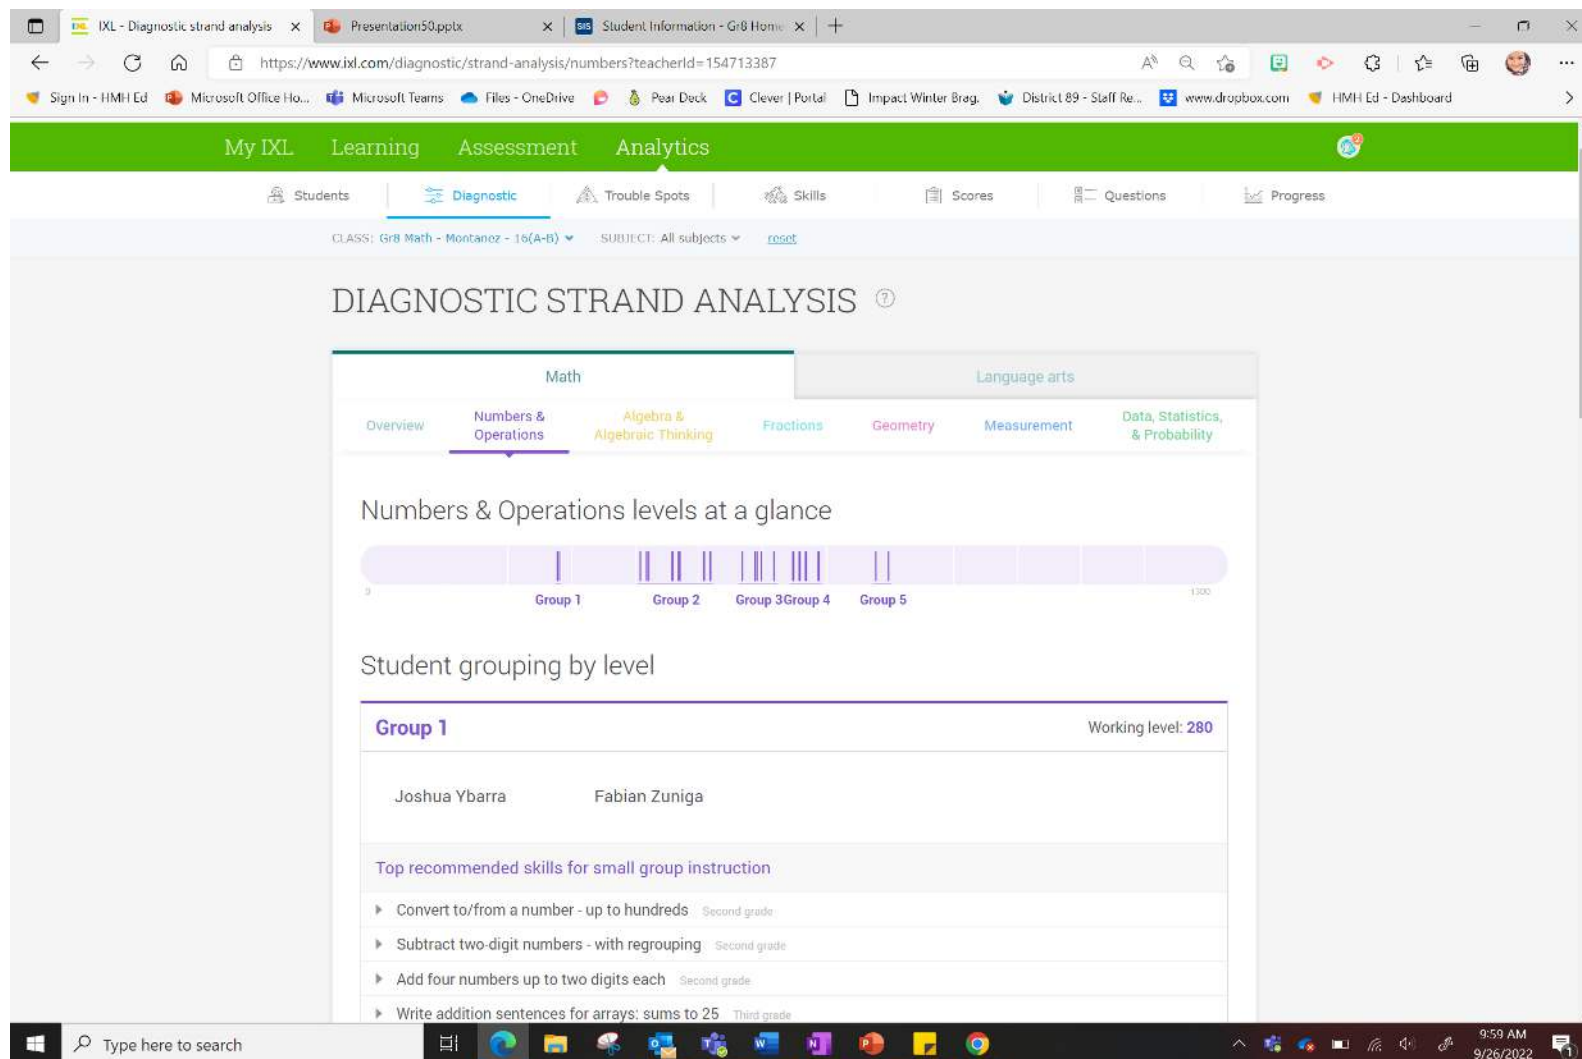 IXL - Diagnostic strand analysis
Presentation50.pptx
SIS Student Information - Gr8 Home
https://www.ixl.com/diagnostic/strand-analysis/numbers?teacherId=154713387
Sign In - HMH Ed Microsoft Office Ho... Microsoft Teams Files - OneDrive Pear Deck Clever | Portal Impact Winter Brag. District 89 - Staff Re... www.dropbox.com HMH Ed - Dashboard
My IXL Learning Assessment Analytics
Students Diagnostic Trouble Spots Skills Scores Questions Progress
CLASS: Gr8 Math - Montanez - 16(A-B) SUBJECT: All subjects reset
DIAGNOSTIC STRAND ANALYSIS ?
Math Language arts
Overview
Numbers &
Operations
Algebra &
Algebraic Thinking
Fractions
Geometry
Measurement
Data, Statistics,
& Probability
Numbers & Operations levels at a glance
1300
Group 1 Group 2 Group 3 Group 4 Group 5
Student grouping by level
Group 1 Working level: 280
Joshua Ybarra Fabian Zuniga
Top recommended skills for small group instruction
Convert to/from a number - up to hundreds Second grade
Subtract two-digit numbers - with regrouping Second grade
Add four numbers up to two digits each Second grade
Write addition sentences for arrays: sums to 25 Third grade
Type here to search
9:59 AM
9/26/2022